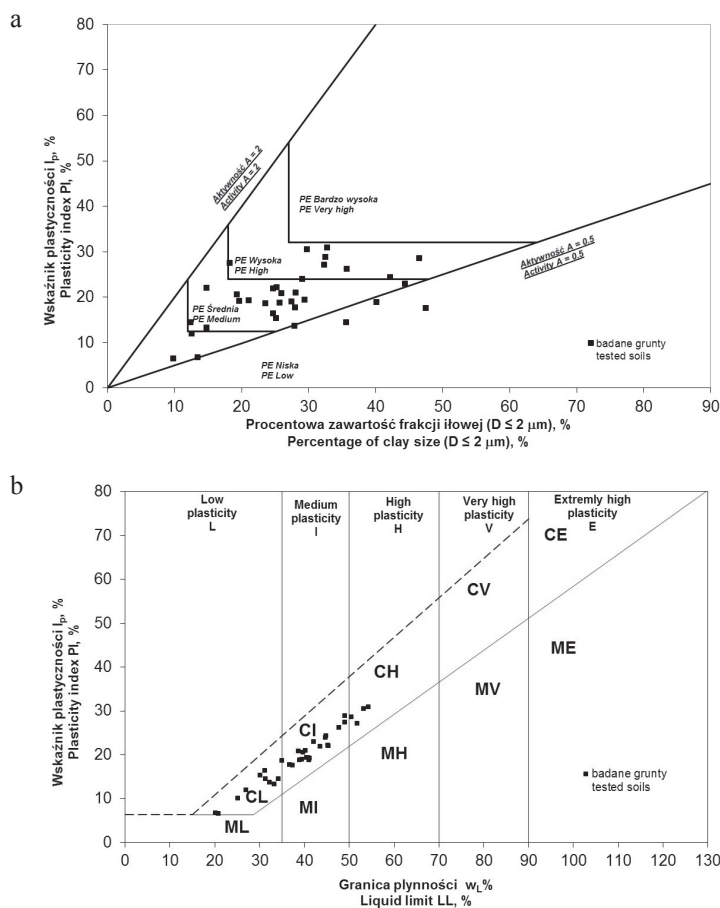 a
80
70
60
50
40
30
20
10
0
Wskaźnik plastyczności Iₚ, %
Plasticity index PI, %
Aktywność A = 2
Activity A = 2
PE Bardzo wysoka
PE Very high
PE Wysoka
PE High
Aktywność A = 0.5
Activity A = 0.5
PE Średnia
PE Medium
PE Niska
PE Low
badane grunty
tested soils
10 20 30 40 50 60 70 80 90
Procentowa zawartość frakcji iłowej (D ≤ 2 µm), %
Percentage of clay size (D ≤ 2 µm), %
b
80
70
60
50
40
30
20
10
0
Wskaźnik plastyczności Iₚ, %
Plasticity index PI, %
Low
plasticity
L
Medium
plasticity
I
High
plasticity
H
Very high
plasticity
V
Extremly high
plasticity
E
CE
CV
ME
CH
MV
CI
MH
CL
MI
ML
badane grunty
tested soils
0 10 20 30 40 50 60 70 80 90 100 110 120 130
Granica płynności w_L%
Liquid limit LL, %